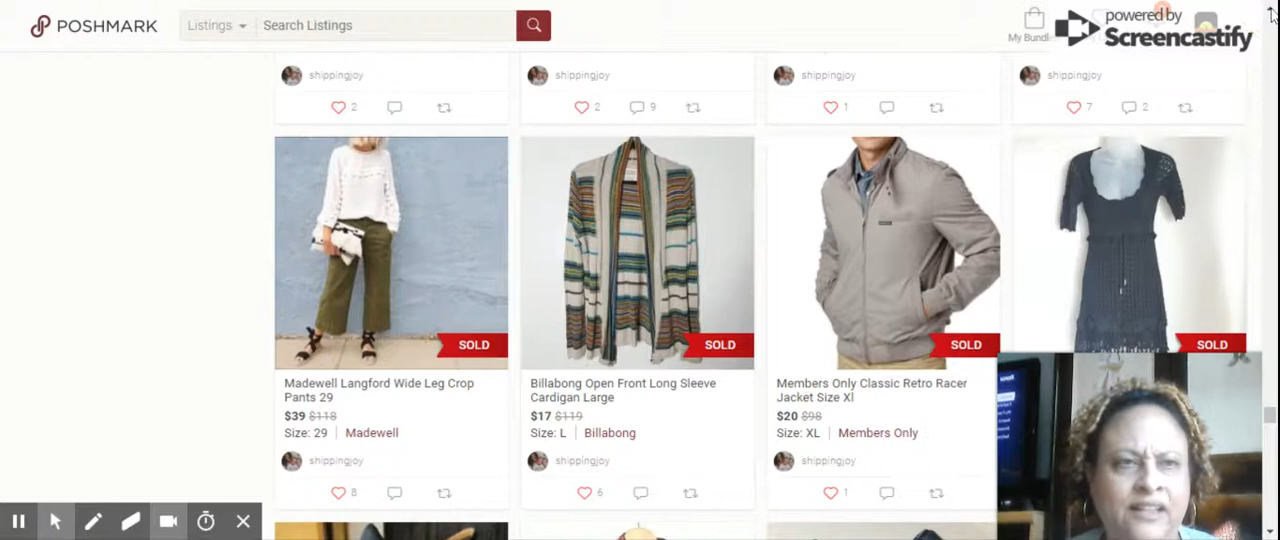 POSHMARK
Listings
Search Listings
My Bundl
powered by
Screencastify
shippingjoy
shippingjoy
shippingjoy
shippingjoy
2
2
9
1
7
2
SOLD
SOLD
SOLD
SOLD
Madewell Langford Wide Leg Crop
Pants 29
$39 $118
Size: 29 | Madewell
shippingjoy
8
Billabong Open Front Long Sleeve
Cardigan Large
$17 $119
Size: L | Billabong
shippingjoy
6
Members Only Classic Retro Racer
Jacket Size Xl
$20 $98
Size: XL | Members Only
shippingjoy
1